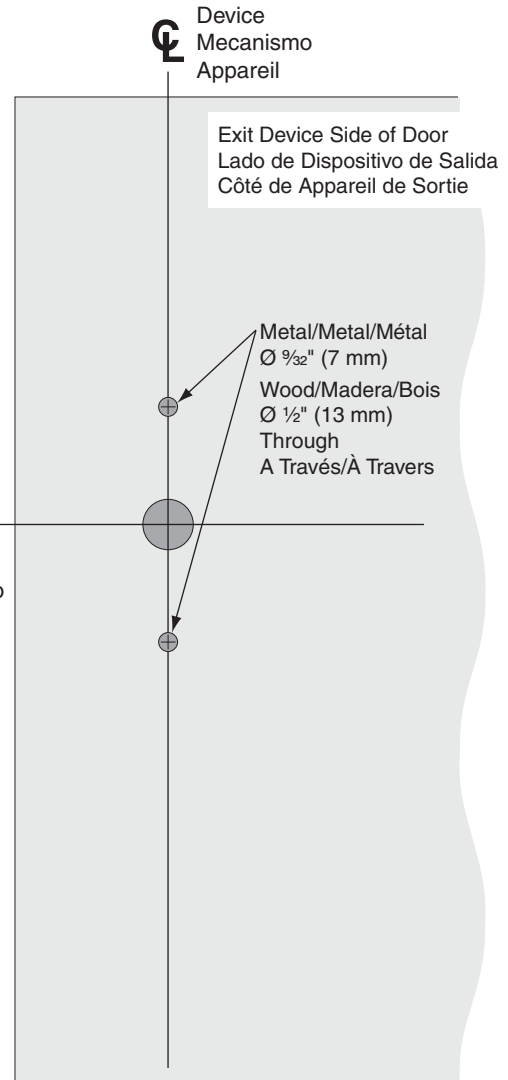 ℄ Device
Mecanismo
Appareil
Exit Device Side of Door
Lado de Dispositivo de Salida
Côté de Appareil de Sortie
Metal/Metal/Métal
Ø 9⁄32" (7 mm)
Wood/Madera/Bois
Ø ½" (13 mm)
Through
A Través/À Travers